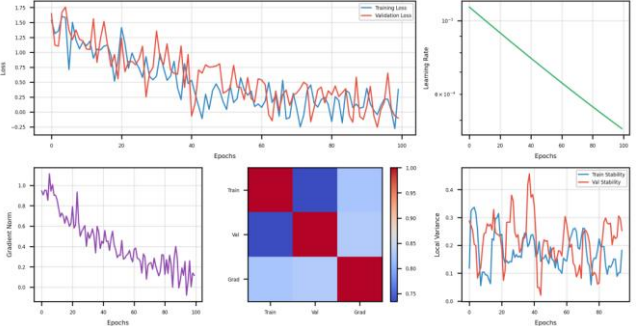 1.75
1.50
1.25
1.00
0.75
0.50
0.25
0.00
−0.25
Loss
0
20
40
60
80
100
Epochs
Training Loss
Validation Loss
Learning Rate
0
20
40
60
80
100
Epochs
1.0
0.8
0.6
0.4
0.2
0.0
Gradient Norm
0
20
40
60
80
100
Epochs
Train
Val
Grad
Train
Val
Grad
1.00
0.95
0.90
0.85
0.80
0.75
0.4
0.3
0.2
0.1
0.0
Local Variance
0
20
40
60
80
Epochs
Train Stability
Val Stability